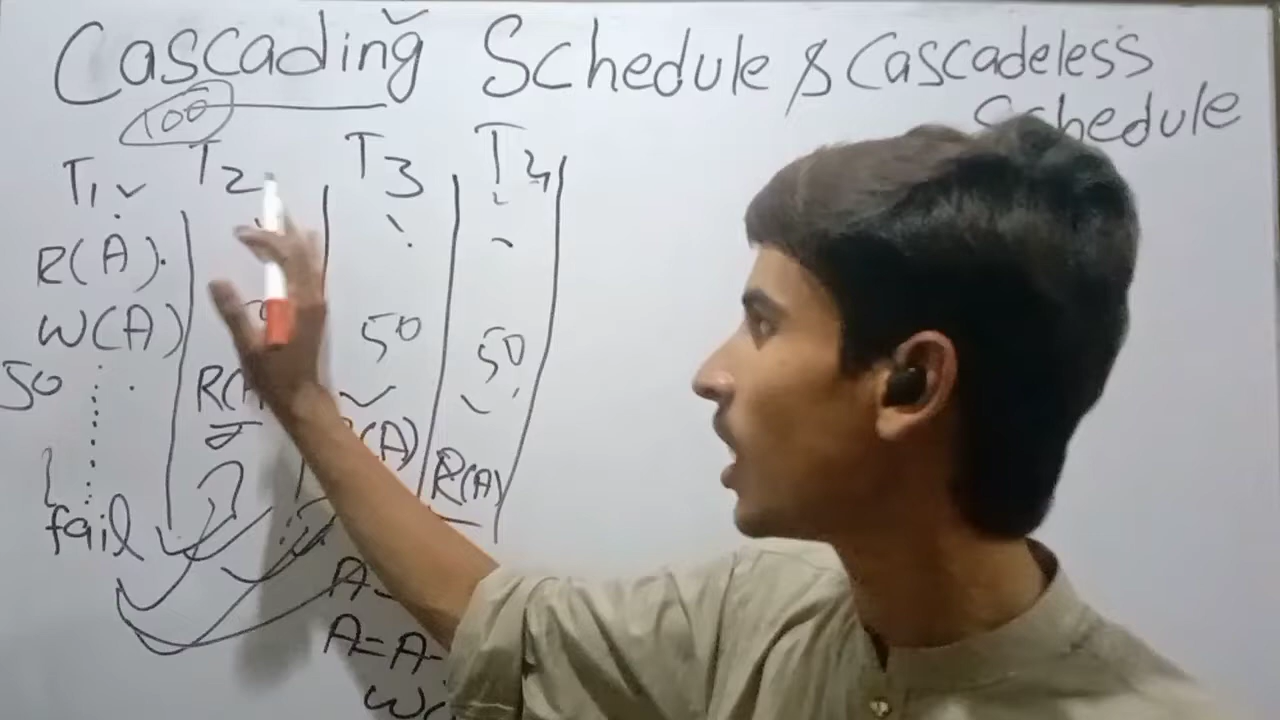 Cascading Schedule & Cascadeless
Schedule
100
T1 T2 T3 T4
R(A)
W(A) 50 50
50 R(A
(A) R(A)
fail
A=
A=A-
W(